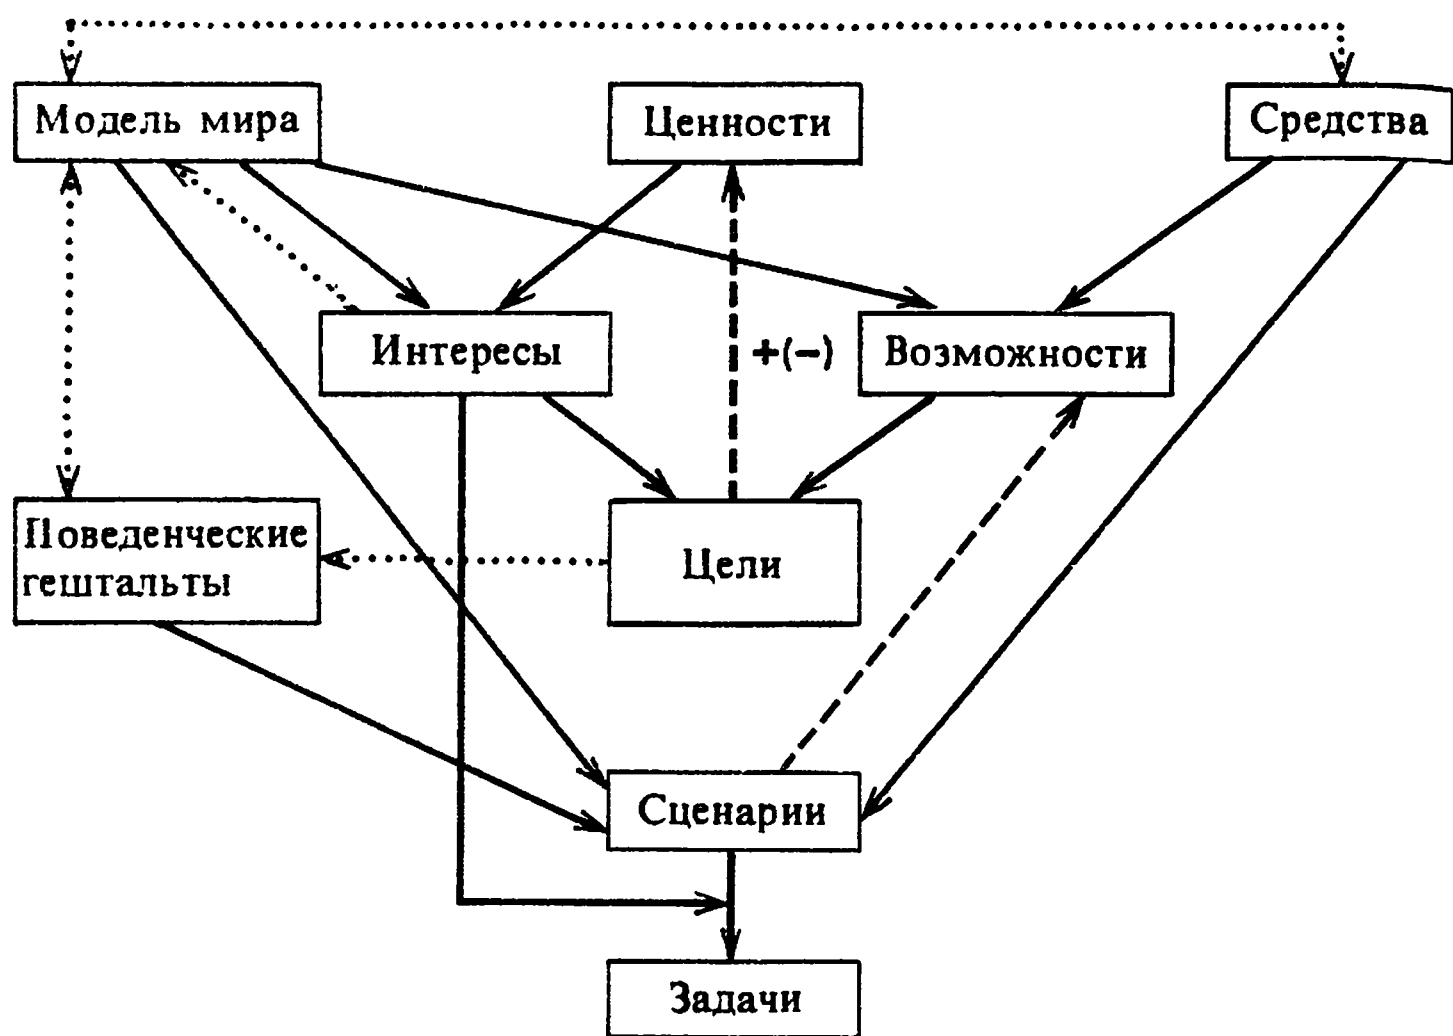 Модель мира
Ценности
Средства
Интересы
+(−)
Возможности
Поведенческие
гештальты
Цели
Сценарии
Задачи